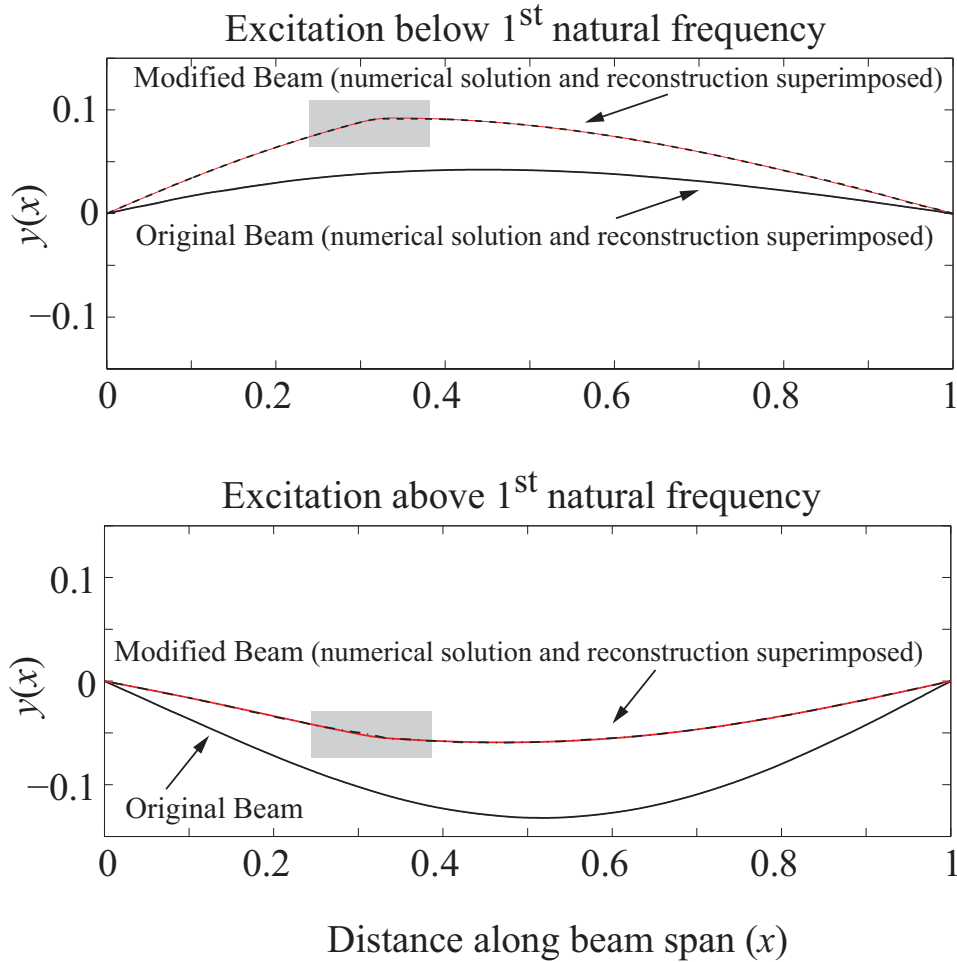 Excitation below 1st natural frequency
Modified Beam (numerical solution and reconstruction superimposed)
0.1
0
−0.1
y(x)
Original Beam (numerical solution and reconstruction superimposed)
0 0.2 0.4 0.6 0.8 1
Excitation above 1st natural frequency
0.1
0
−0.1
y(x)
Modified Beam (numerical solution and reconstruction superimposed)
Original Beam
0 0.2 0.4 0.6 0.8 1
Distance along beam span (x)